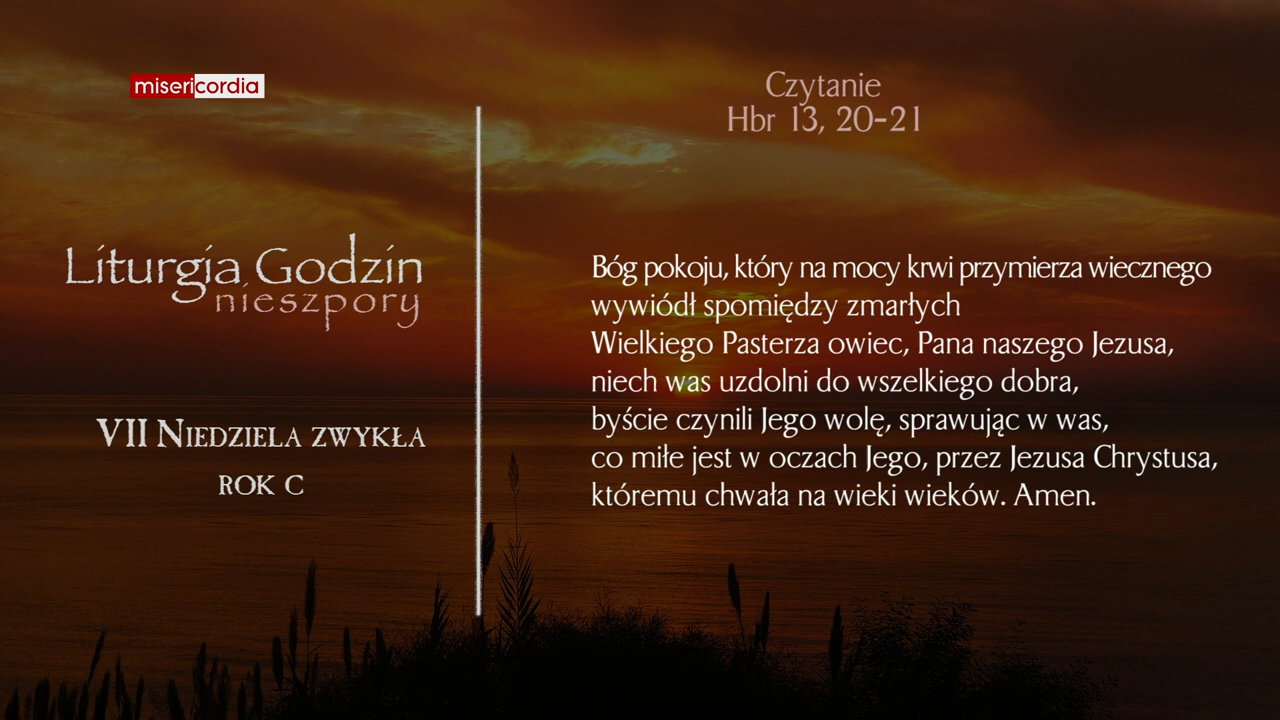 misericordia
Liturgia Godzin
nieszpory
VII Niedziela zwykła
rok C
Czytanie
Hbr 13, 20-21
Bóg pokoju, który na mocy krwi przymierza wiecznego
wywiódł spomiędzy zmarłych
Wielkiego Pasterza owiec, Pana naszego Jezusa,
niech was uzdolni do wszelkiego dobra,
byście czynili Jego wolę, sprawując w was,
co miłe jest w oczach Jego, przez Jezusa Chrystusa,
któremu chwała na wieki wieków. Amen.